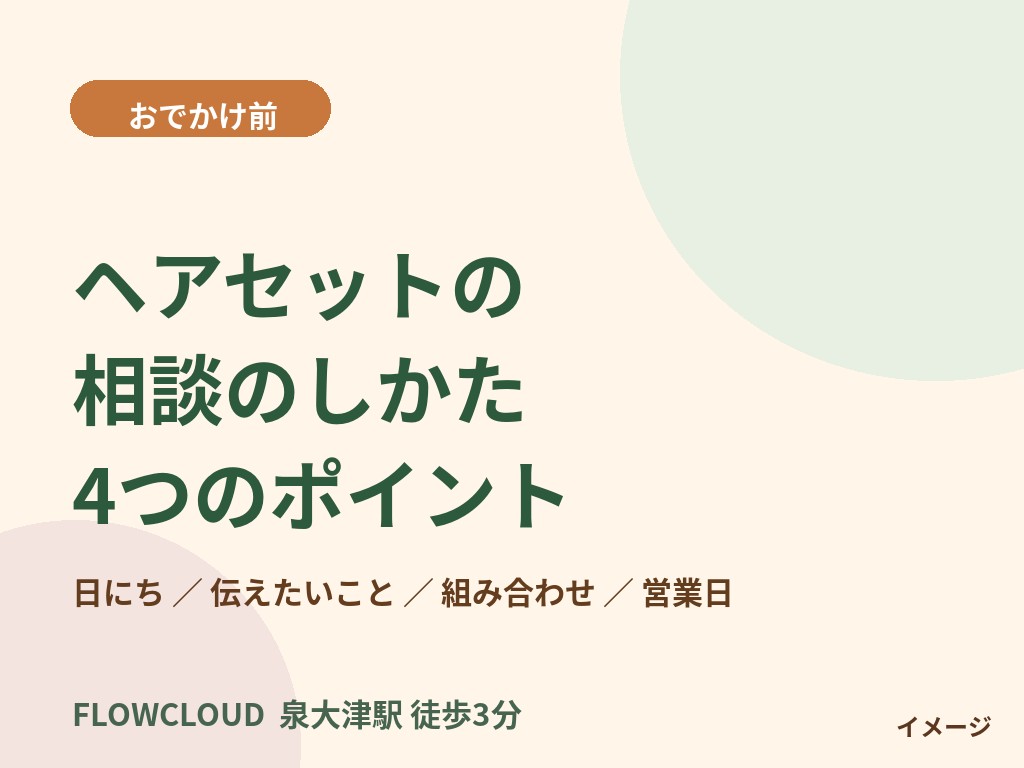 おでかけ前
ヘアセットの
相談のしかた
4つのポイント
日にち ／ 伝えたいこと ／ 組み合わせ ／ 営業日
FLOWCLOUD 泉大津駅 徒歩3分
イメージ